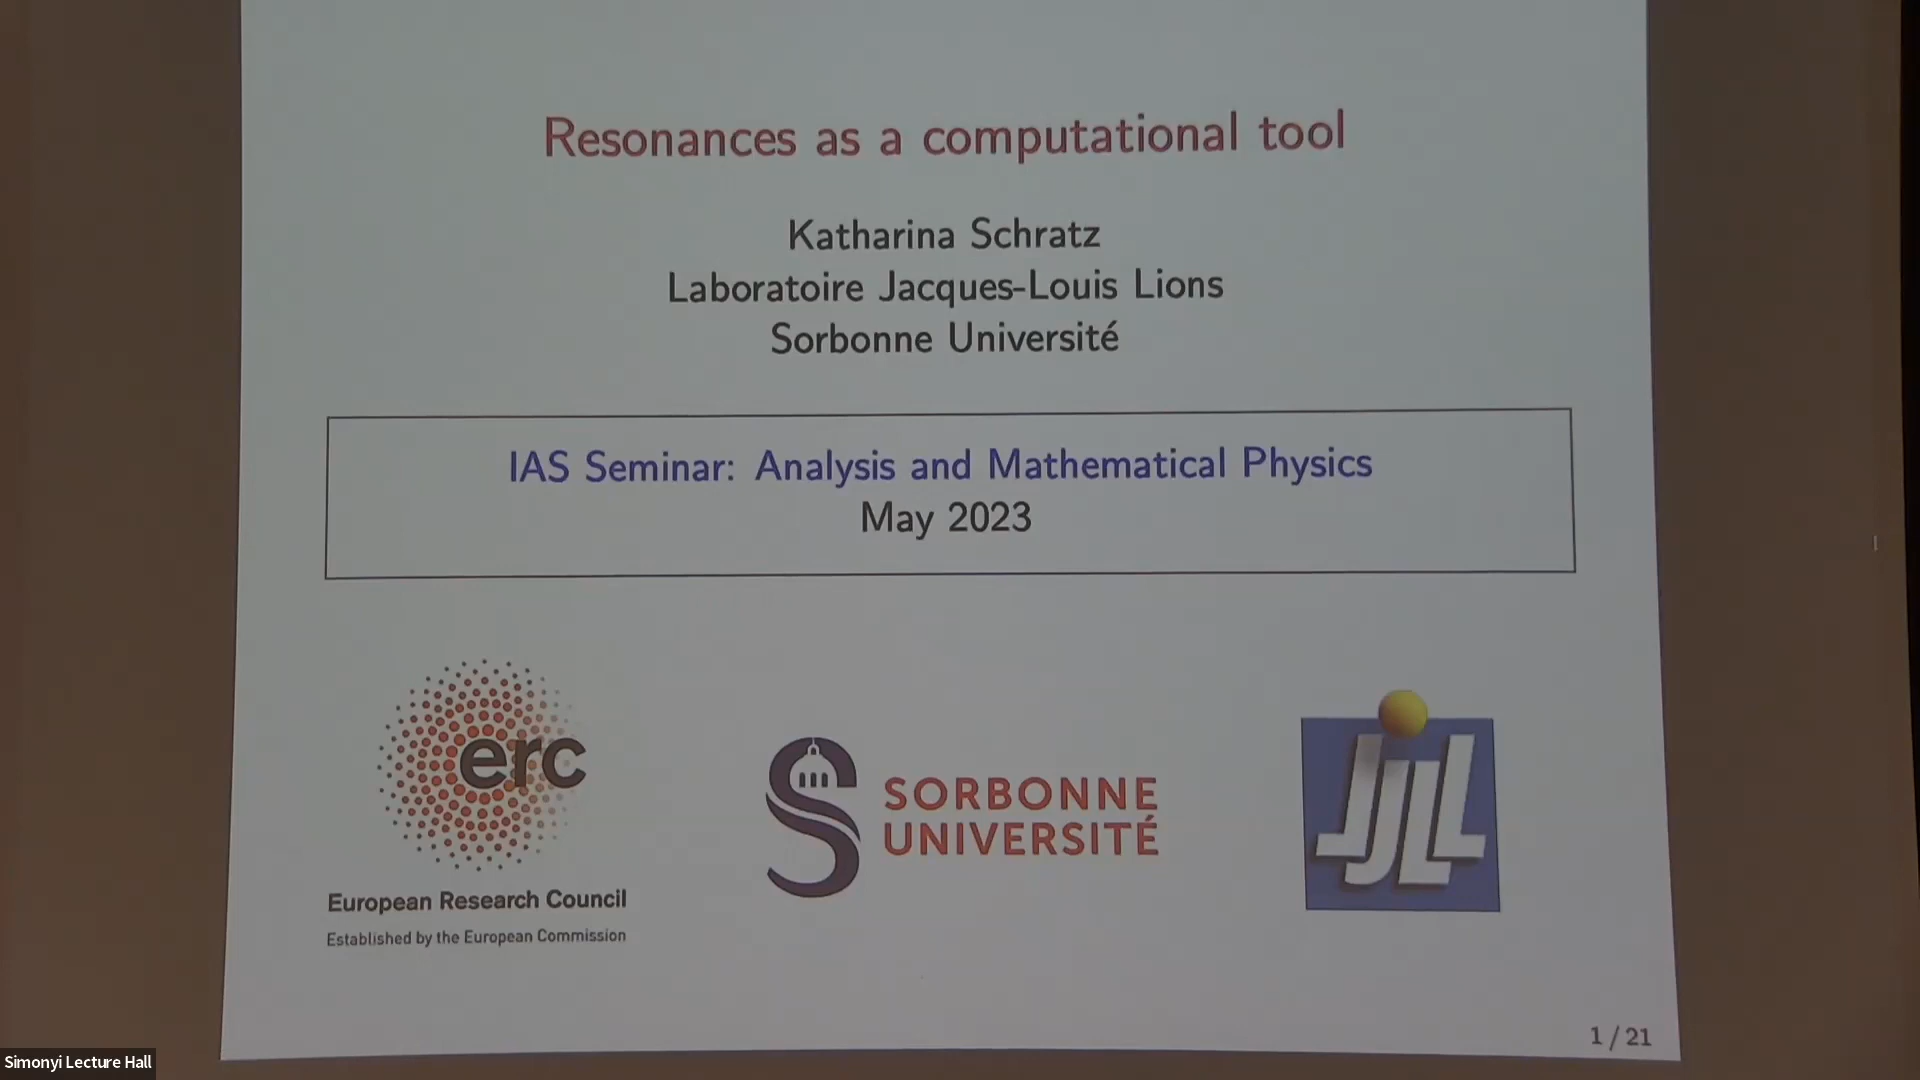 Resonances as a computational tool
Katharina Schratz
Laboratoire Jacques-Louis Lions
Sorbonne Université
IAS Seminar: Analysis and Mathematical Physics
May 2023
erc
European Research Council
Established by the European Commission
SORBONNE
UNIVERSITÉ
LJLL
1 / 21
Simonyi Lecture Hall